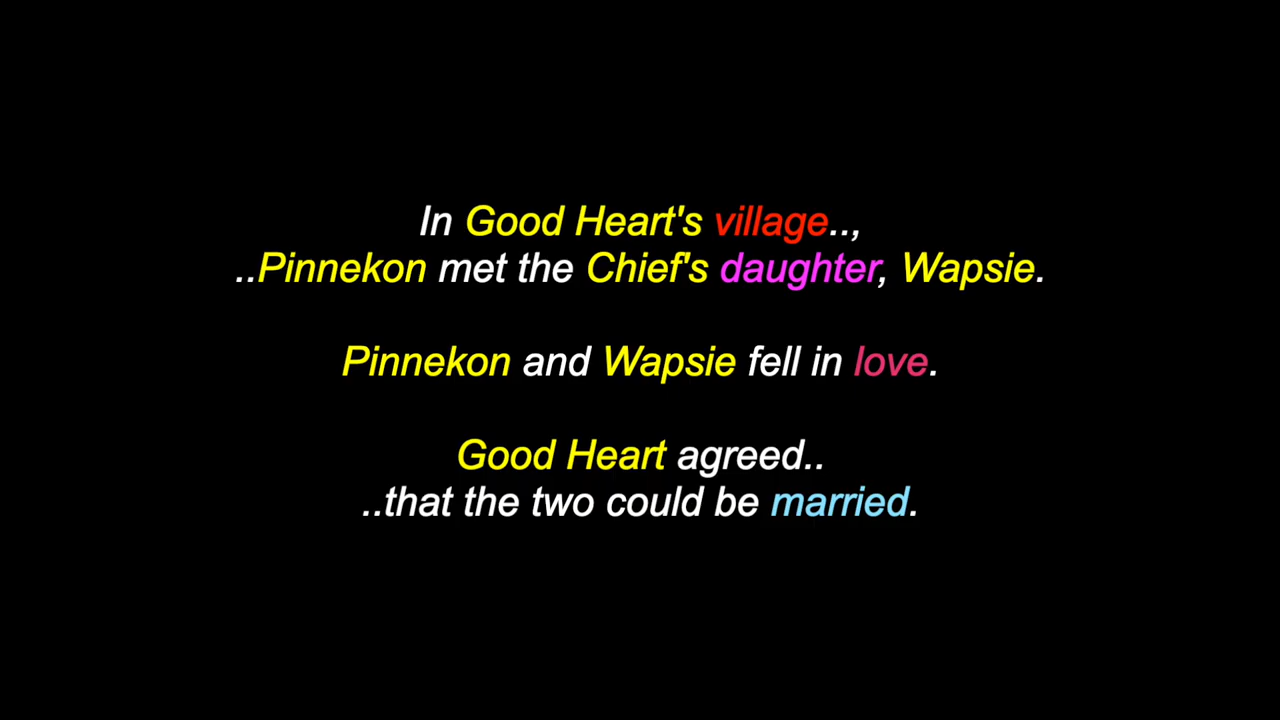 In Good Heart's village..,
..Pinnekon met the Chief's daughter, Wapsie.
Pinnekon and Wapsie fell in love.
Good Heart agreed..
..that the two could be married.